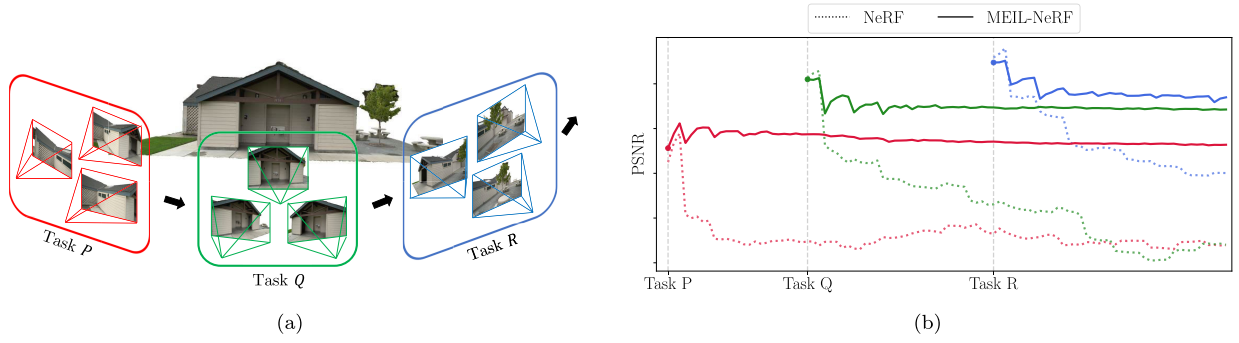 Task P
Task Q
Task R
(a)
NeRF
MEIL-NeRF
PSNR
Task P
Task Q
Task R
(b)